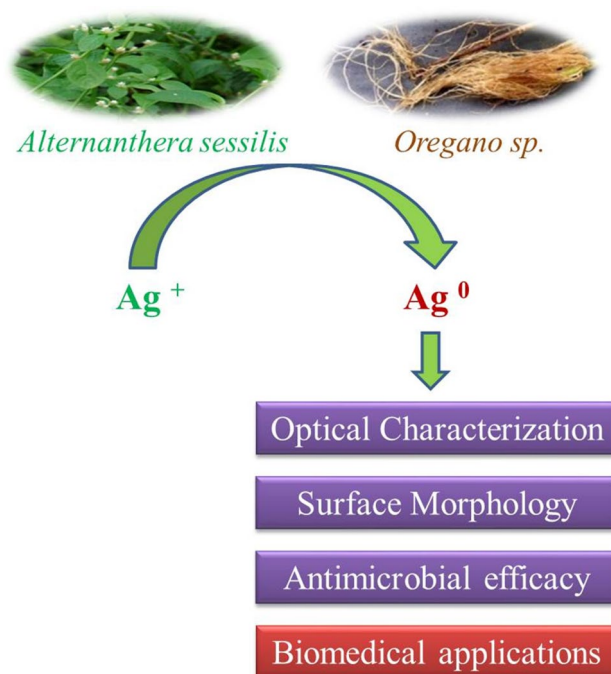 Alternanthera sessilis
Oregano sp.
Ag +
Ag 0
Optical Characterization
Surface Morphology
Antimicrobial efficacy
Biomedical applications